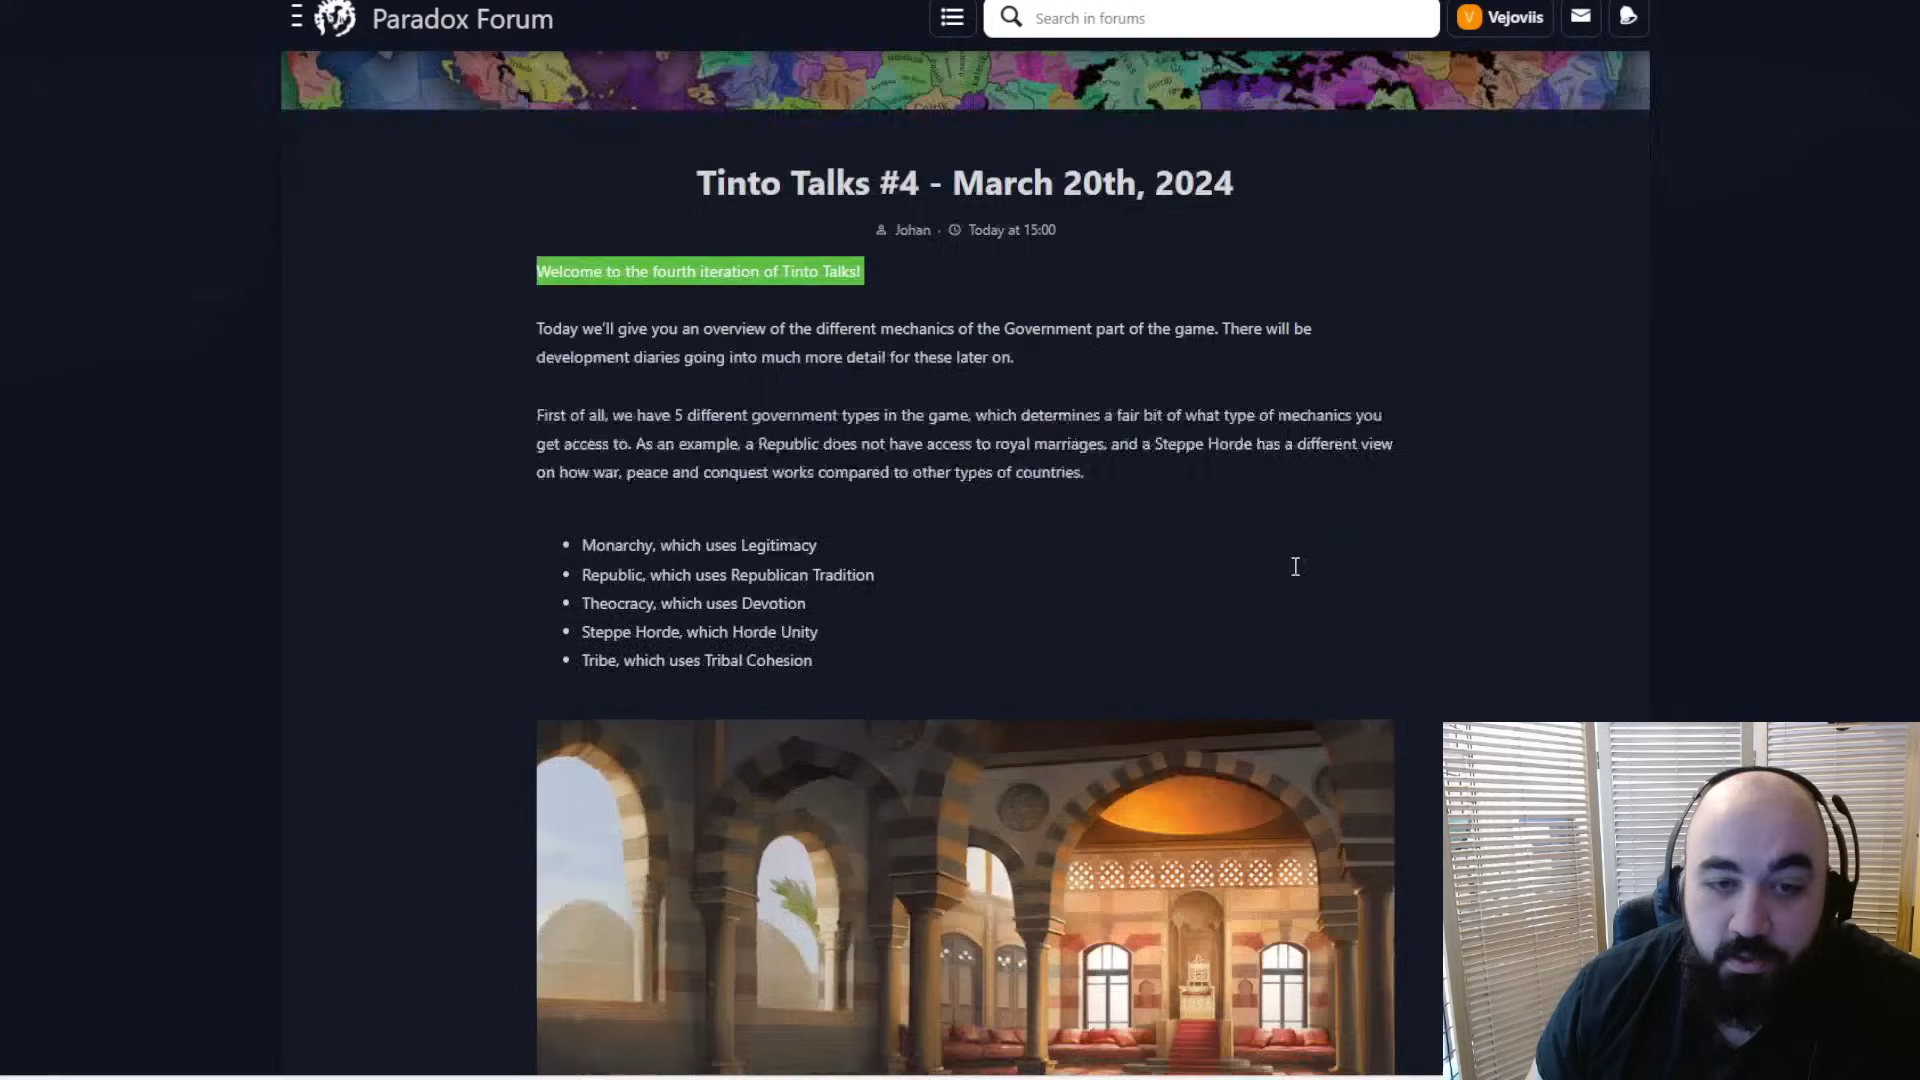 Paradox Forum
Search in forums
V
Vejoviis
Tinto Talks #4 - March 20th, 2024
Johan · Today at 15:00
Welcome to the fourth iteration of Tinto Talks!
Today we'll give you an overview of the different mechanics of the Government part of the game. There will be
development diaries going into much more detail for these later on.
First of all, we have 5 different government types in the game, which determines a fair bit of what type of mechanics you
get access to. As an example, a Republic does not have access to royal marriages, and a Steppe Horde has a different view
on how war, peace and conquest works compared to other types of countries.
• Monarchy, which uses Legitimacy
• Republic, which uses Republican Tradition
• Theocracy, which uses Devotion
• Steppe Horde, which Horde Unity
• Tribe, which uses Tribal Cohesion